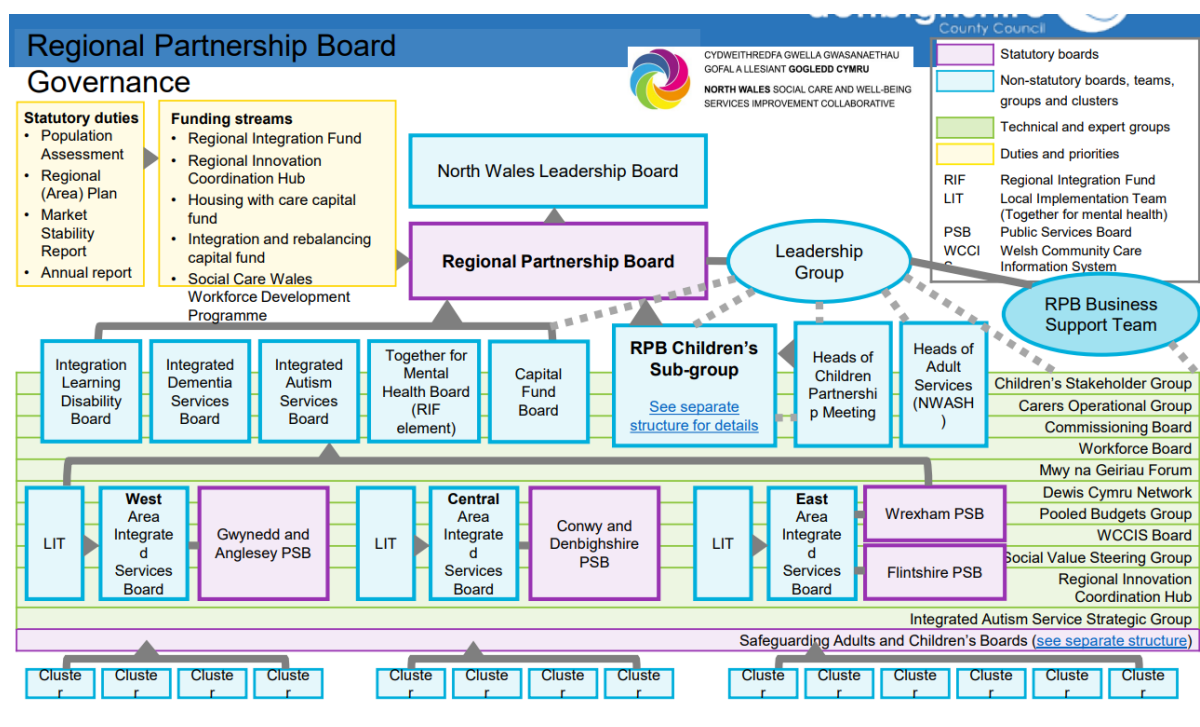 County Council
Regional Partnership Board
Governance
CYDWEITHREDFA GWELLA GWASANAETHAU
GOFAL A LLESIANT GOGLEDD CYMRU
NORTH WALES SOCIAL CARE AND WELL-BEING
SERVICES IMPROVEMENT COLLABORATIVE
Statutory boards
Non-statutory boards, teams,
groups and clusters
Technical and expert groups
Duties and priorities
RIF Regional Integration Fund
LIT Local Implementation Team
(Together for mental health)
PSB Public Services Board
WCCI Welsh Community Care
S Information System
Statutory duties
• Population
Assessment
• Regional
(Area) Plan
• Market
Stability
Report
• Annual report
Funding streams
• Regional Integration Fund
• Regional Innovation
Coordination Hub
• Housing with care capital
fund
• Integration and rebalancing
capital fund
• Social Care Wales
Workforce Development
Programme
North Wales Leadership Board
Regional Partnership Board
Leadership
Group
RPB Business
Support Team
Integration
Learning
Disability
Board
Integrated
Dementia
Services Board
Integrated
Autism
Services Board
Together for
Mental
Health Board
(RIF
element)
Capital
Fund
Board
RPB Children's
Sub-group
See separate
structure for details
Heads of
Children
Partnershi
p Meeting
Heads of
Adult
Services
(NWASH
)
Children's Stakeholder Group
Carers Operational Group
Commissioning Board
Workforce Board
Mwy na Geiriau Forum
Dewis Cymru Network
Pooled Budgets Group
WCCIS Board
Social Value Steering Group
Regional Innovation
Coordination Hub
Integrated Autism Service Strategic Group
Safeguarding Adults and Children's Boards (see separate structure)
LIT
West
Area
Integrate
d
Services
Board
Gwynedd and
Anglesey PSB
LIT
Central
Area
Integrate
d
Services
Board
Conwy and
Denbighshire
PSB
LIT
East
Area
Integrate
d
Services
Board
Wrexham PSB
Flintshire PSB
Cluste
r
Cluste
r
Cluste
r
Cluste
r
Cluste
r
Cluste
r
Cluste
r
Cluste
r
Cluste
r
Cluste
r
Cluste
r
Cluste
r
Cluste
r
Cluste
r